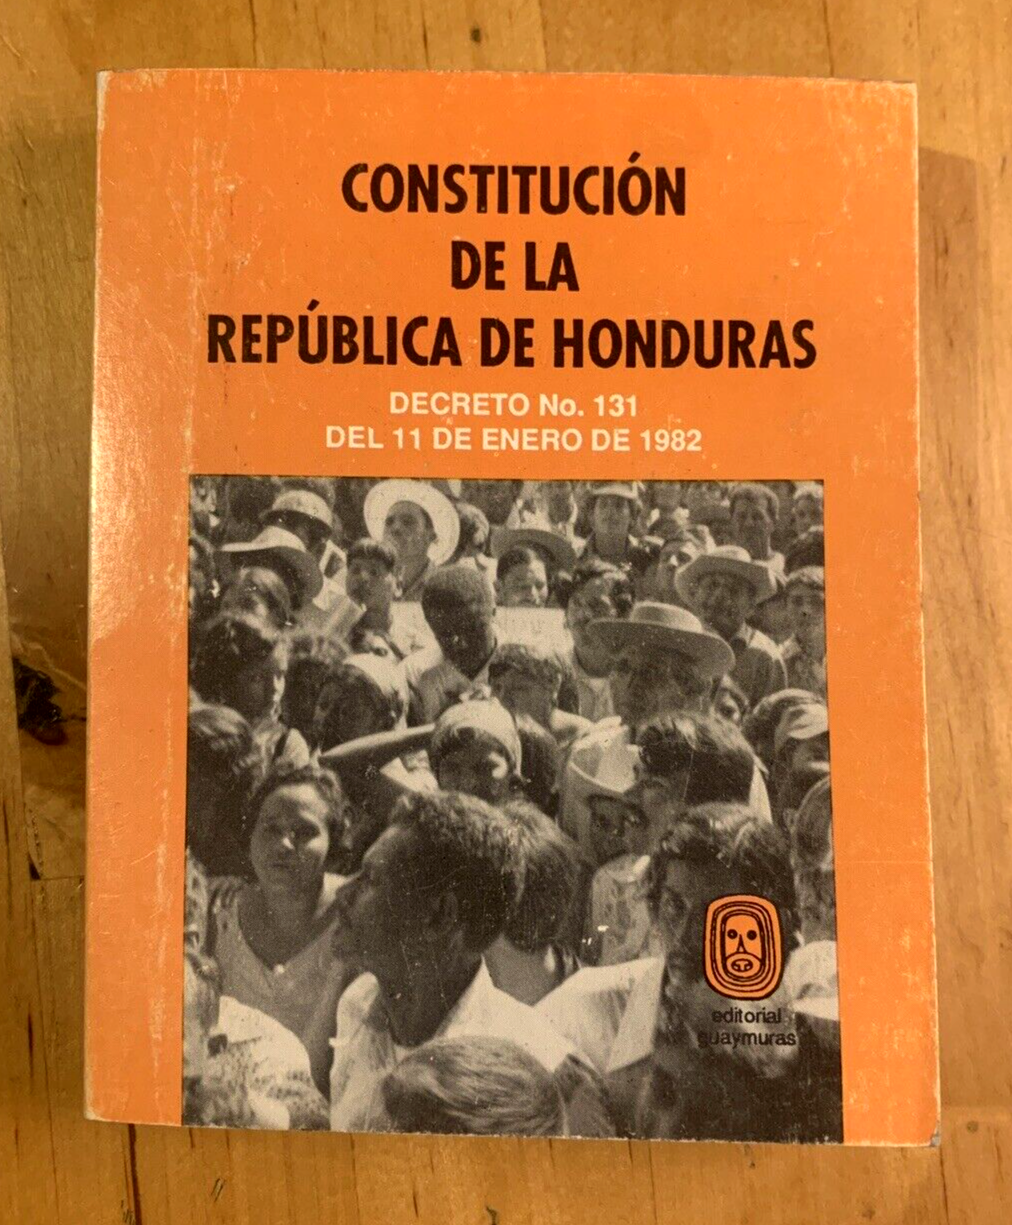 CONSTITUCIÓN
DE LA
REPÚBLICA DE HONDURAS
DECRETO No. 131
DEL 11 DE ENERO DE 1982
editorial
guaymuras